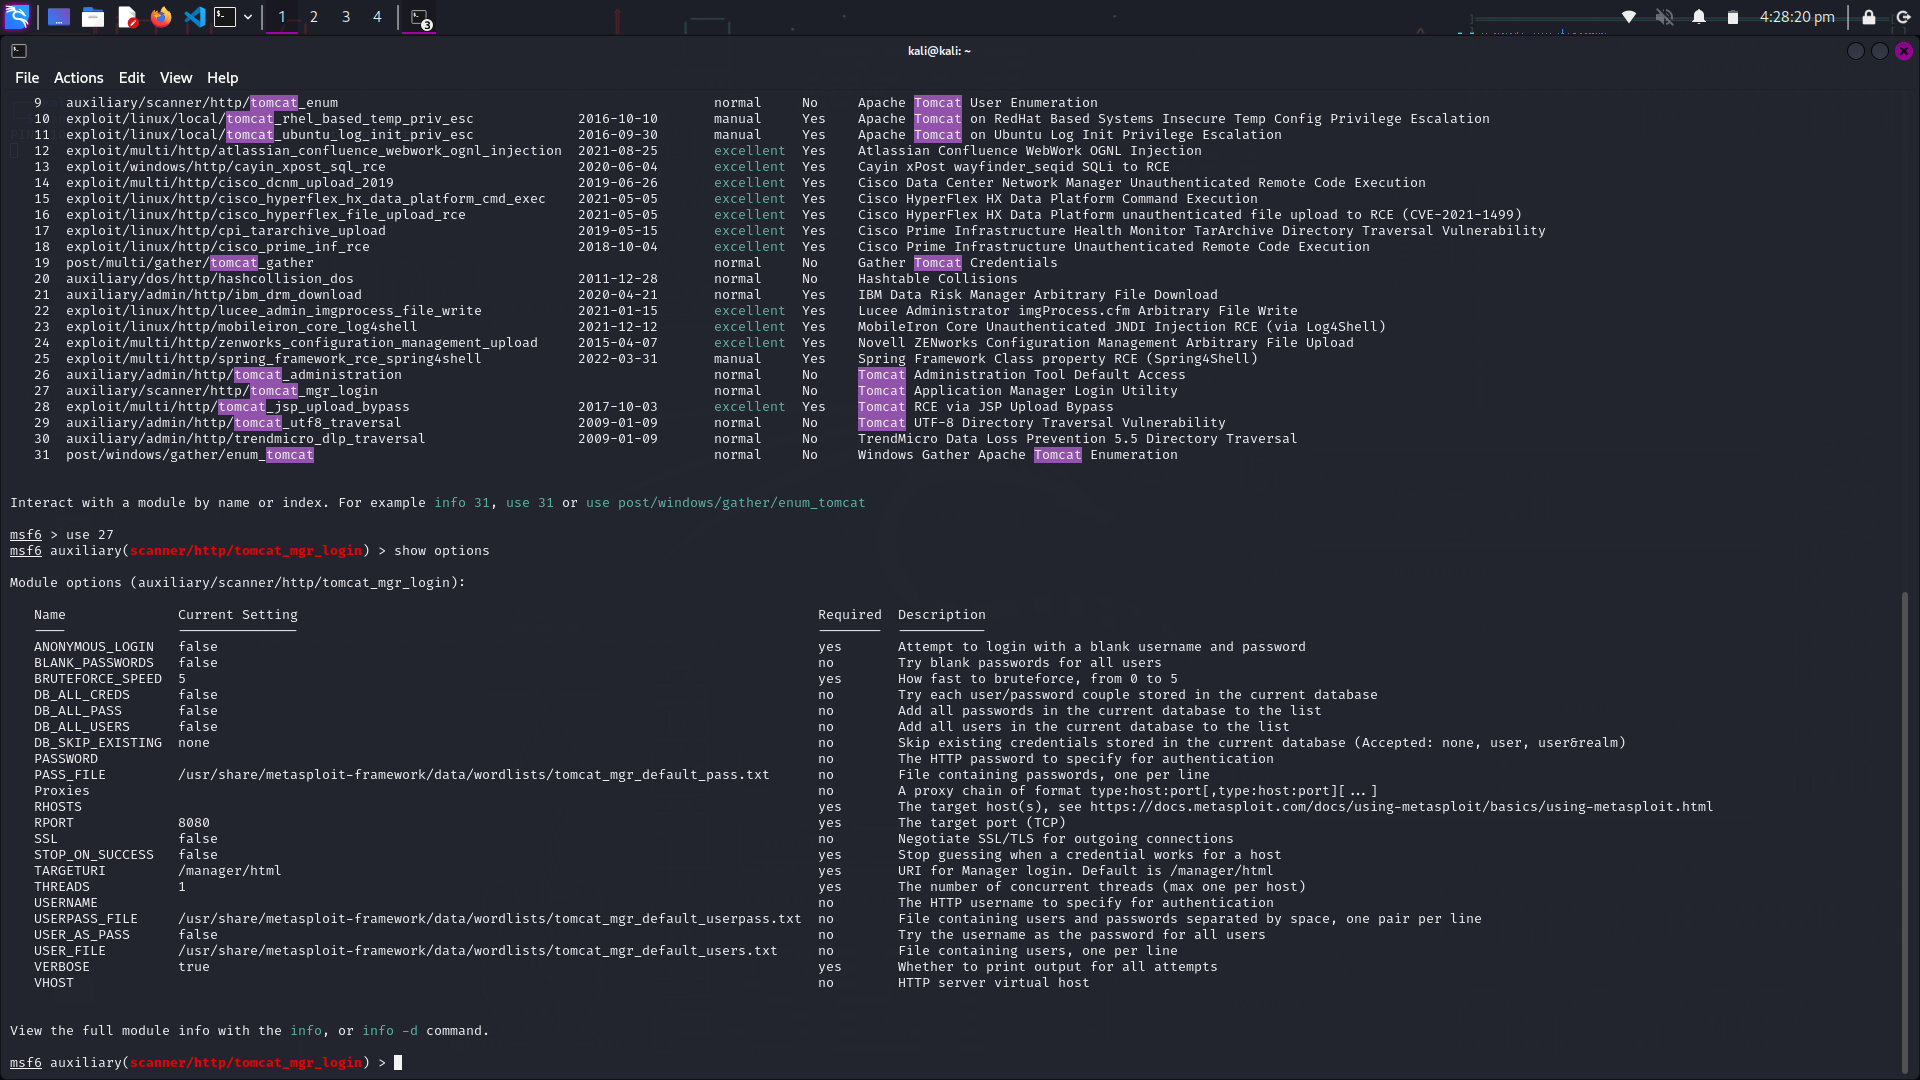 1 2 3 4 3 4:28:20 pm
kali@kali: ~
File Actions Edit View Help
9 auxiliary/scanner/http/tomcat_enum normal No Apache Tomcat User Enumeration
10 exploit/linux/local/tomcat_rhel_based_temp_priv_esc 2016-10-10 manual Yes Apache Tomcat on RedHat Based Systems Insecure Temp Config Privilege Escalation
11 exploit/linux/local/tomcat_ubuntu_log_init_priv_esc 2016-09-30 manual Yes Apache Tomcat on Ubuntu Log Init Privilege Escalation
12 exploit/multi/http/atlassian_confluence_webwork_ognl_injection 2021-08-25 excellent Yes Atlassian Confluence WebWork OGNL Injection
13 exploit/windows/http/cayin_xpost_sql_rce 2020-06-04 excellent Yes Cayin xPost wayfinder_seqid SQLi to RCE
14 exploit/multi/http/cisco_dcnm_upload_2019 2019-06-26 excellent Yes Cisco Data Center Network Manager Unauthenticated Remote Code Execution
15 exploit/linux/http/cisco_hyperflex_hx_data_platform_cmd_exec 2021-05-05 excellent Yes Cisco HyperFlex HX Data Platform Command Execution
16 exploit/linux/http/cisco_hyperflex_file_upload_rce 2021-05-05 excellent Yes Cisco HyperFlex HX Data Platform unauthenticated file upload to RCE (CVE-2021-1499)
17 exploit/linux/http/cpi_tararchive_upload 2019-05-15 excellent Yes Cisco Prime Infrastructure Health Monitor TarArchive Directory Traversal Vulnerability
18 exploit/linux/http/cisco_prime_inf_rce 2018-10-04 excellent Yes Cisco Prime Infrastructure Unauthenticated Remote Code Execution
19 post/multi/gather/tomcat_gather normal No Gather Tomcat Credentials
20 auxiliary/dos/http/hashcollision_dos 2011-12-28 normal No Hashtable Collisions
21 auxiliary/admin/http/ibm_drm_download 2020-04-21 normal Yes IBM Data Risk Manager Arbitrary File Download
22 exploit/linux/http/lucee_admin_imgprocess_file_write 2021-01-15 excellent Yes Lucee Administrator imgProcess.cfm Arbitrary File Write
23 exploit/linux/http/mobileiron_core_log4shell 2021-12-12 excellent Yes MobileIron Core Unauthenticated JNDI Injection RCE (via Log4Shell)
24 exploit/multi/http/zenworks_configuration_management_upload 2015-04-07 excellent Yes Novell ZENworks Configuration Management Arbitrary File Upload
25 exploit/multi/http/spring_framework_rce_spring4shell 2022-03-31 manual Yes Spring Framework Class property RCE (Spring4Shell)
26 auxiliary/admin/http/tomcat_administration normal No Tomcat Administration Tool Default Access
27 auxiliary/scanner/http/tomcat_mgr_login normal No Tomcat Application Manager Login Utility
28 exploit/multi/http/tomcat_jsp_upload_bypass 2017-10-03 excellent Yes Tomcat RCE via JSP Upload Bypass
29 auxiliary/admin/http/tomcat_utf8_traversal 2009-01-09 normal No Tomcat UTF-8 Directory Traversal Vulnerability
30 auxiliary/admin/http/trendmicro_dlp_traversal 2009-01-09 normal No TrendMicro Data Loss Prevention 5.5 Directory Traversal
31 post/windows/gather/enum_tomcat normal No Windows Gather Apache Tomcat Enumeration
Interact with a module by name or index. For example info 31, use 31 or use post/windows/gather/enum_tomcat
msf6 > use 27
msf6 auxiliary(scanner/http/tomcat_mgr_login) > show options
Module options (auxiliary/scanner/http/tomcat_mgr_login):
Name Current Setting Required Description
ANONYMOUS_LOGIN false yes Attempt to login with a blank username and password
BLANK_PASSWORDS false no Try blank passwords for all users
BRUTEFORCE_SPEED 5 yes How fast to bruteforce, from 0 to 5
DB_ALL_CREDS false no Try each user/password couple stored in the current database
DB_ALL_PASS false no Add all passwords in the current database to the list
DB_ALL_USERS false no Add all users in the current database to the list
DB_SKIP_EXISTING none no Skip existing credentials stored in the current database (Accepted: none, user, user&realm)
PASSWORD no The HTTP password to specify for authentication
PASS_FILE /usr/share/metasploit-framework/data/wordlists/tomcat_mgr_default_pass.txt no File containing passwords, one per line
Proxies no A proxy chain of format type:host:port[,type:host:port][...]
RHOSTS yes The target host(s), see https://docs.metasploit.com/docs/using-metasploit/basics/using-metasploit.html
RPORT 8080 yes The target port (TCP)
SSL false no Negotiate SSL/TLS for outgoing connections
STOP_ON_SUCCESS false yes Stop guessing when a credential works for a host
TARGETURI /manager/html yes URI for Manager login. Default is /manager/html
THREADS 1 yes The number of concurrent threads (max one per host)
USERNAME no The HTTP username to specify for authentication
USERPASS_FILE /usr/share/metasploit-framework/data/wordlists/tomcat_mgr_default_userpass.txt no File containing users and passwords separated by space, one pair per line
USER_AS_PASS false no Try the username as the password for all users
USER_FILE /usr/share/metasploit-framework/data/wordlists/tomcat_mgr_default_users.txt no File containing users, one per line
VERBOSE true yes Whether to print output for all attempts
VHOST no HTTP server virtual host
View the full module info with the info, or info -d command.
msf6 auxiliary(scanner/http/tomcat_mgr_login) >